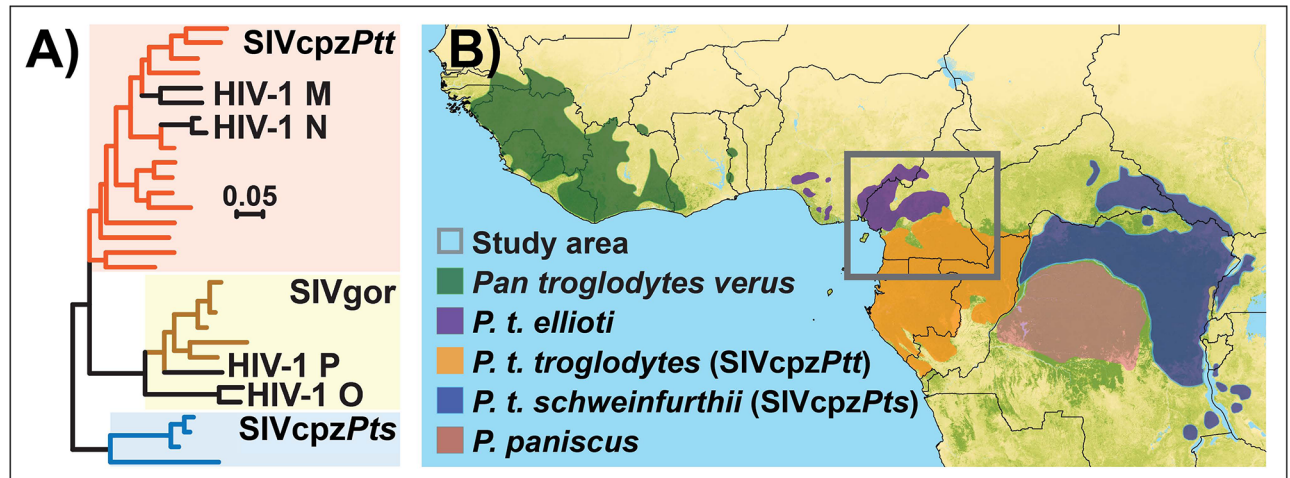 A)
SIVcpzPtt
HIV-1 M
HIV-1 N
0.05
SIVgor
HIV-1 P
HIV-1 O
SIVcpzPts
B)
Study area
Pan troglodytes verus
P. t. ellioti
P. t. troglodytes (SIVcpzPtt)
P. t. schweinfurthii (SIVcpzPts)
P. paniscus